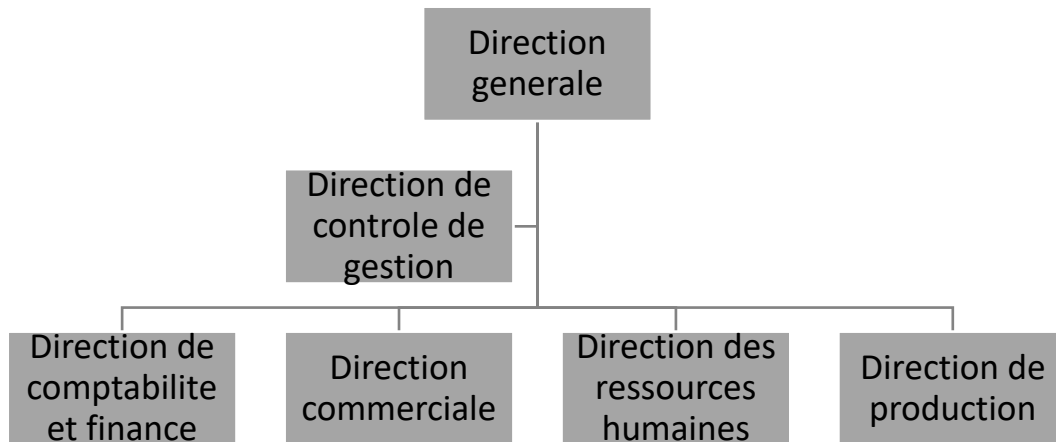 Direction
generale
Direction de
controle de
gestion
Direction de
comptabilite
et finance
Direction
commerciale
Direction des
ressources
humaines
Direction de
production